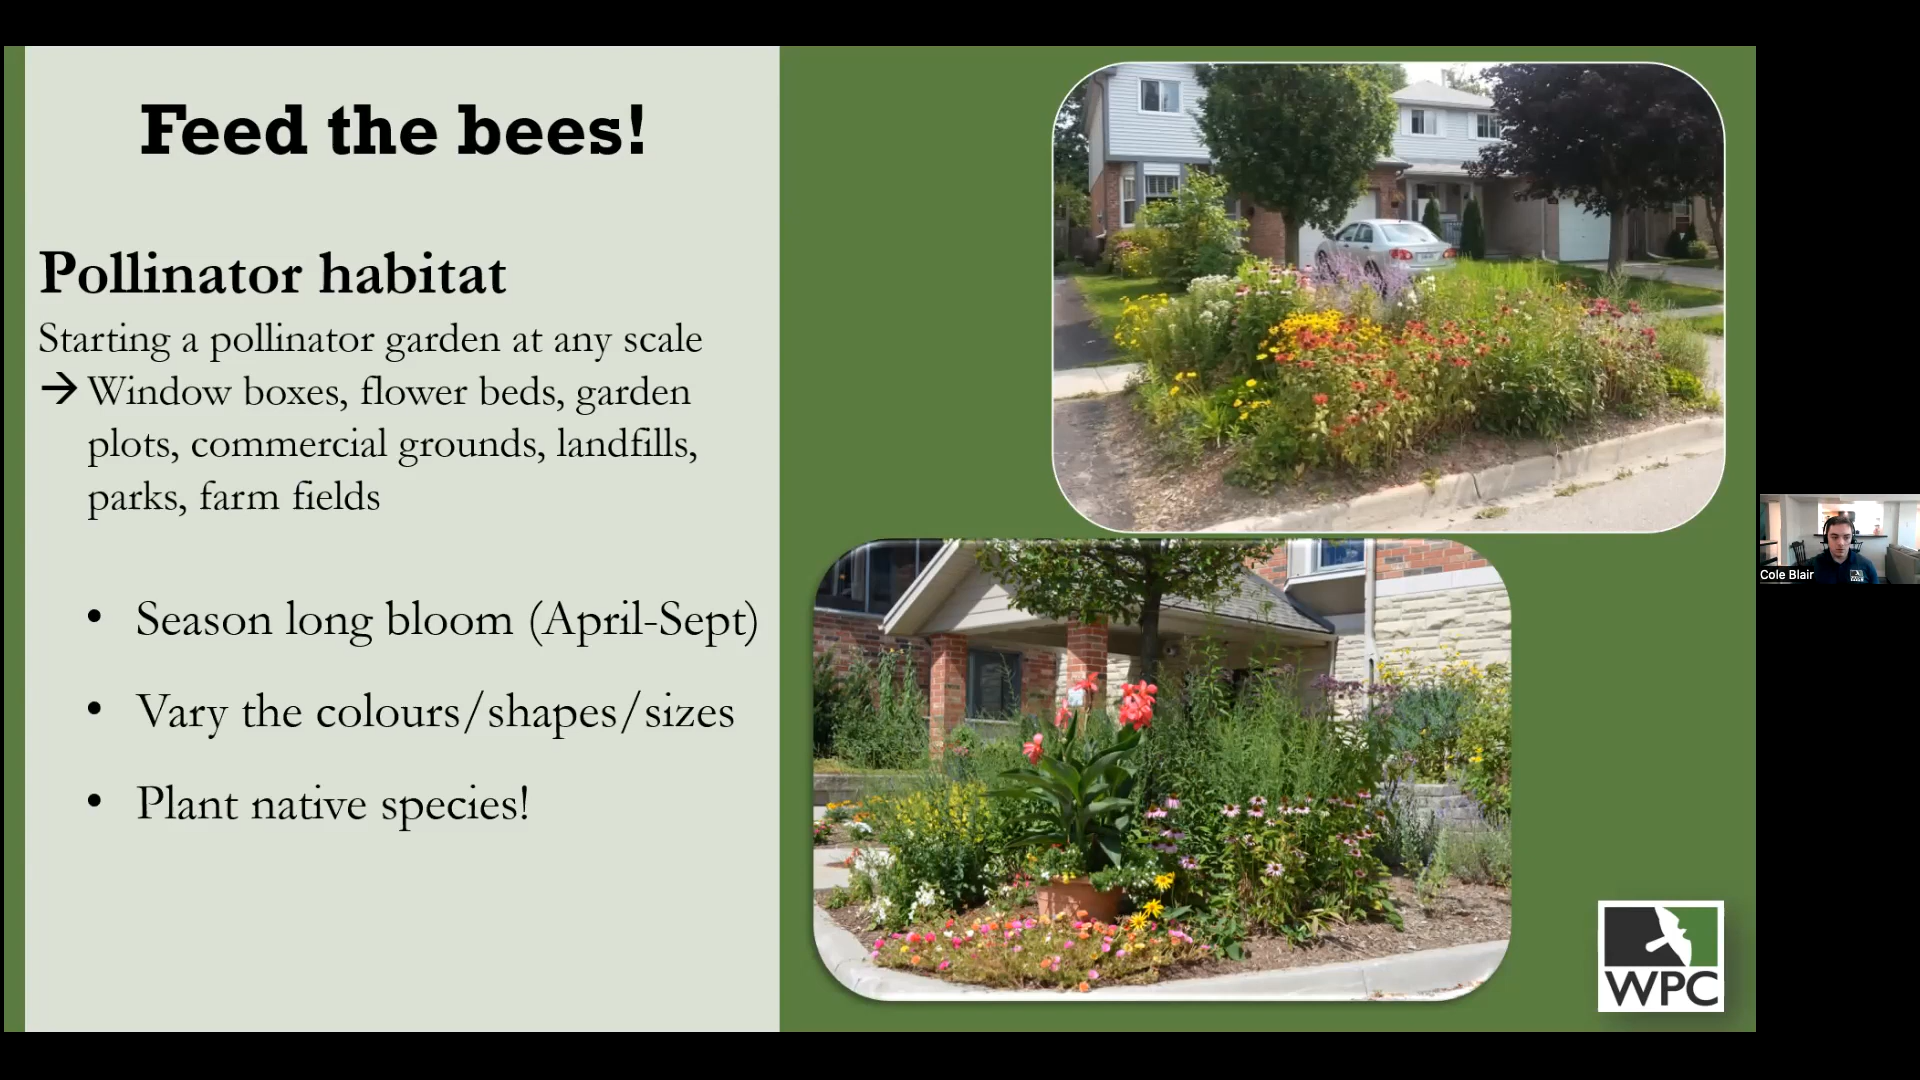 Feed the bees!
Pollinator habitat
Starting a pollinator garden at any scale
→ Window boxes, flower beds, garden
plots, commercial grounds, landfills,
parks, farm fields
• Season long bloom (April-Sept)
• Vary the colours/shapes/sizes
• Plant native species!
WPC
Cole Blair